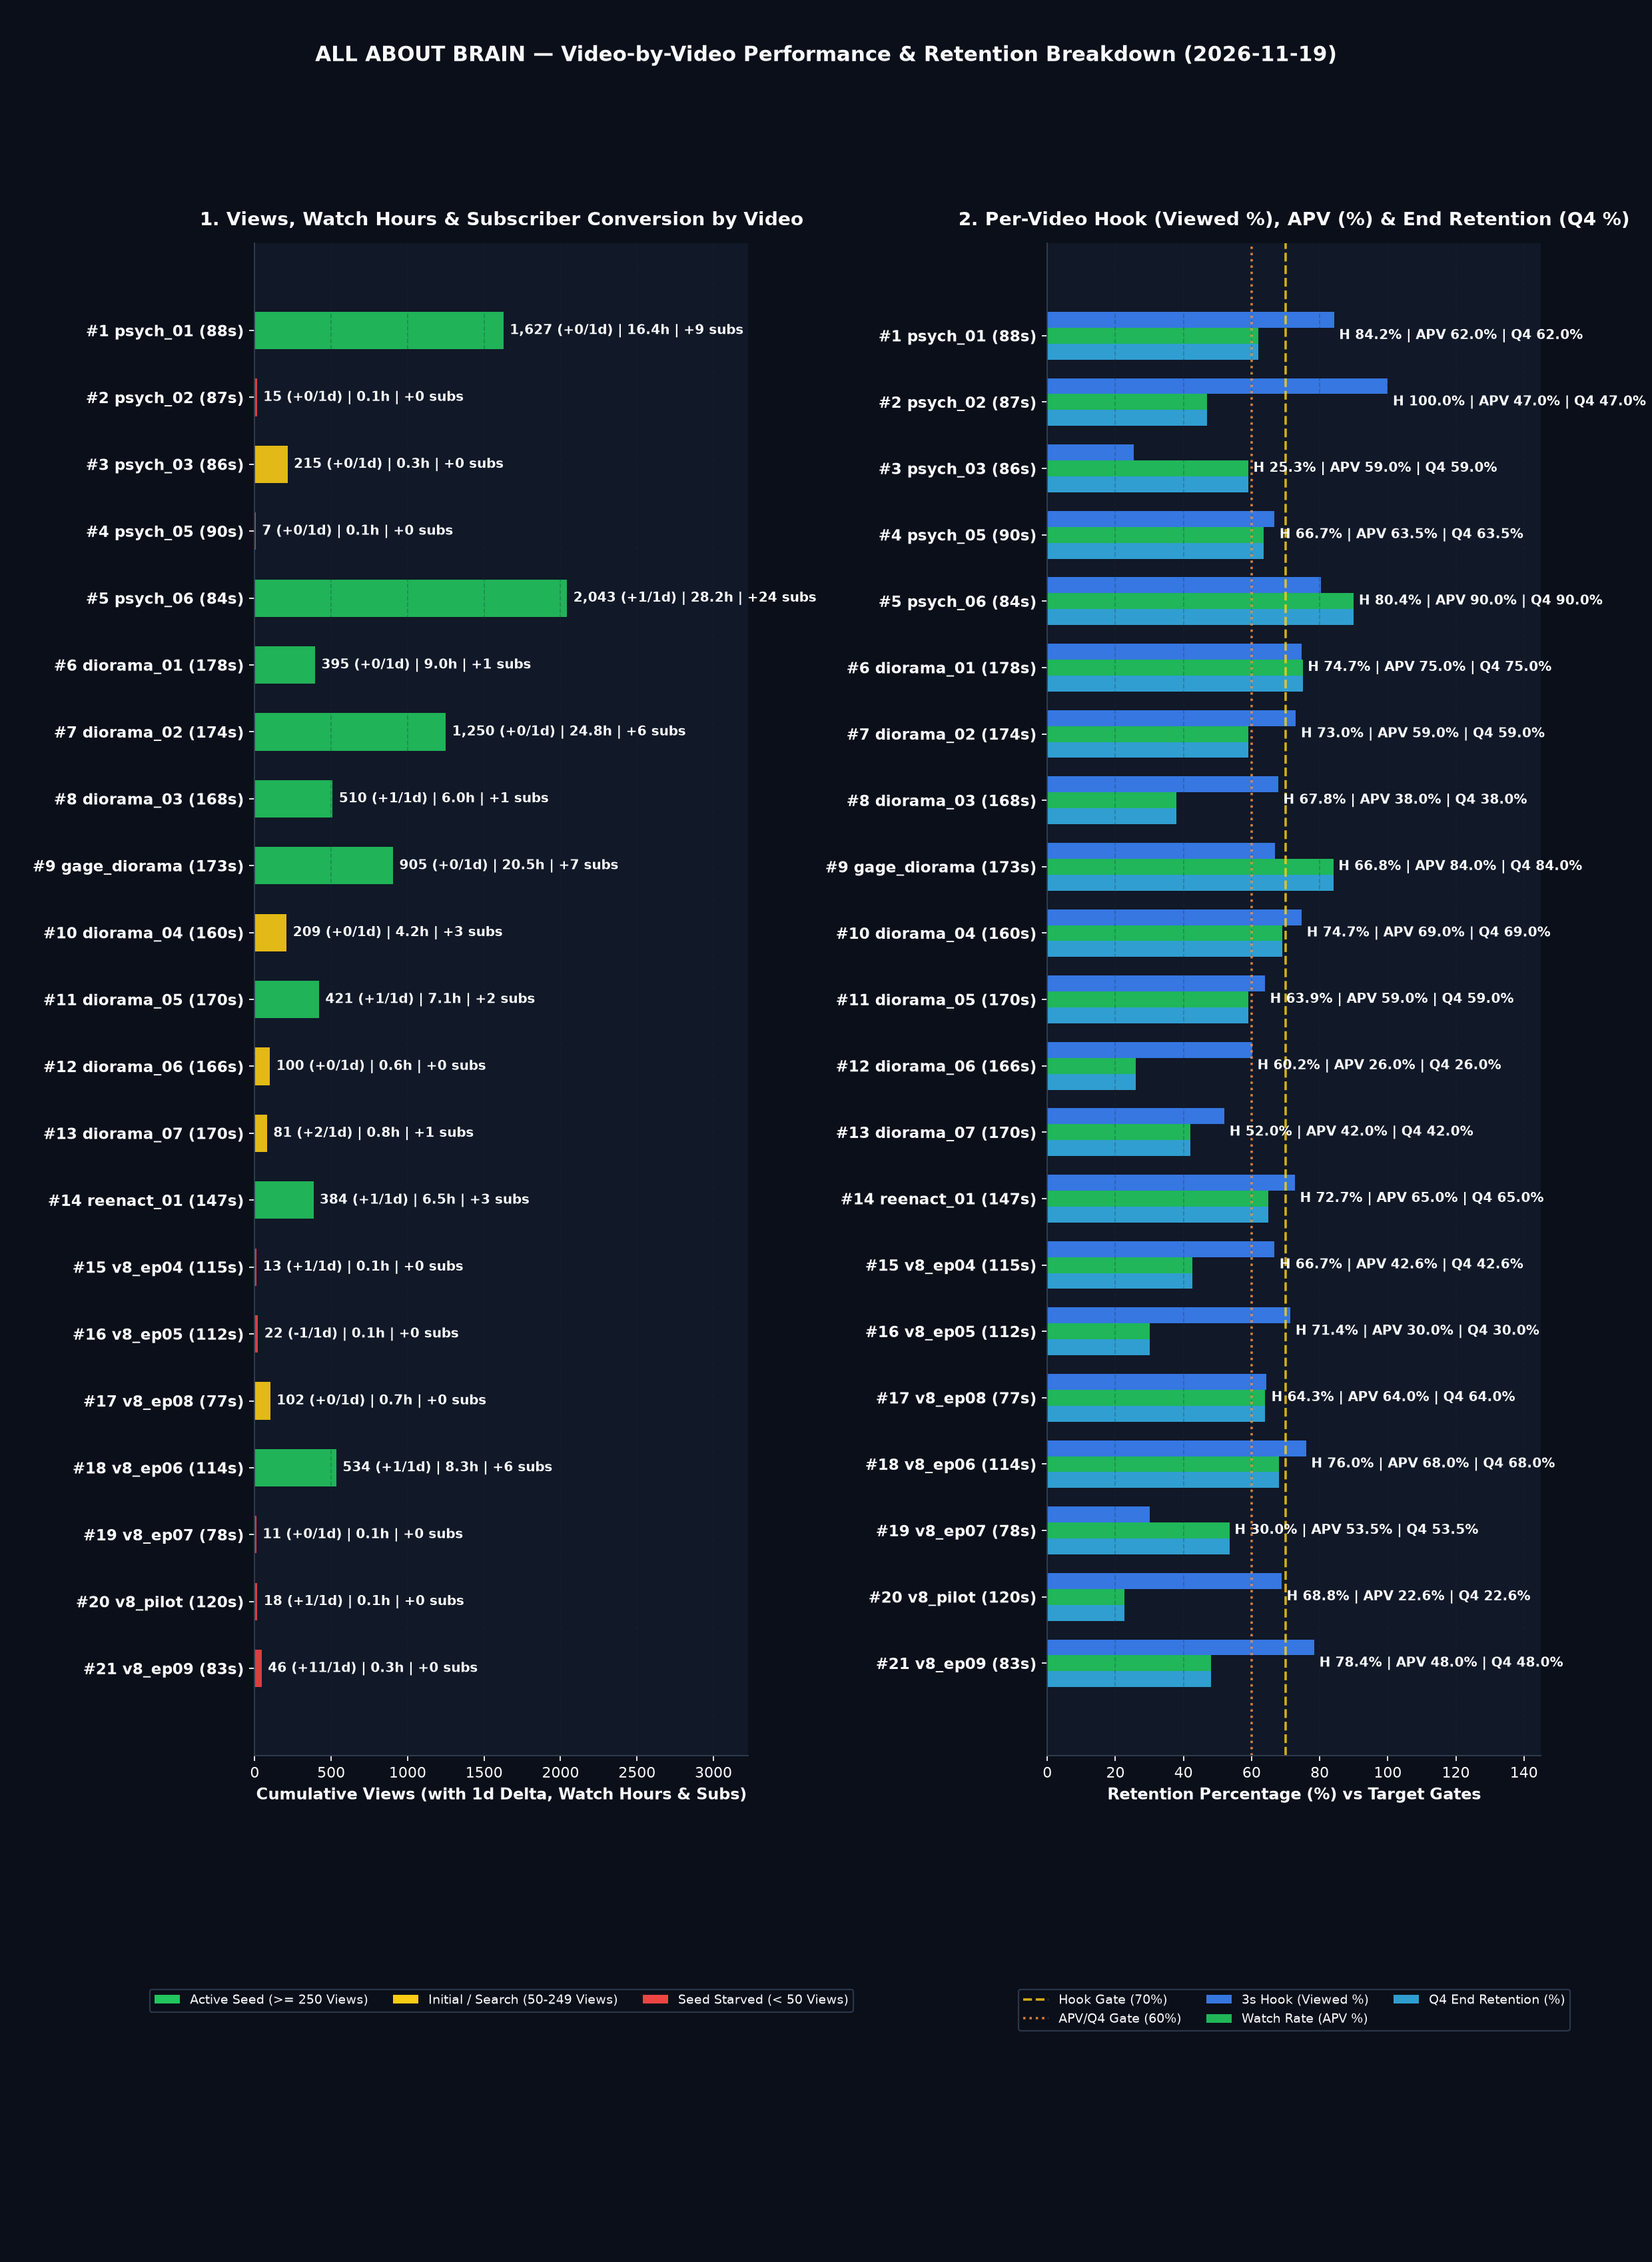 ALL ABOUT BRAIN — Video-by-Video Performance & Retention Breakdown (2026-11-19)
1. Views, Watch Hours & Subscriber Conversion by Video
#1 psych_01 (88s)
1,627 (+0/1d) | 16.4h | +9 subs
#2 psych_02 (87s)
15 (+0/1d) | 0.1h | +0 subs
#3 psych_03 (86s)
215 (+0/1d) | 0.3h | +0 subs
#4 psych_05 (90s)
7 (+0/1d) | 0.1h | +0 subs
#5 psych_06 (84s)
2,043 (+1/1d) | 28.2h | +24 subs
#6 diorama_01 (178s)
395 (+0/1d) | 9.0h | +1 subs
#7 diorama_02 (174s)
1,250 (+0/1d) | 24.8h | +6 subs
#8 diorama_03 (168s)
510 (+1/1d) | 6.0h | +1 subs
#9 gage_diorama (173s)
905 (+0/1d) | 20.5h | +7 subs
#10 diorama_04 (160s)
209 (+0/1d) | 4.2h | +3 subs
#11 diorama_05 (170s)
421 (+1/1d) | 7.1h | +2 subs
#12 diorama_06 (166s)
100 (+0/1d) | 0.6h | +0 subs
#13 diorama_07 (170s)
81 (+2/1d) | 0.8h | +1 subs
#14 reenact_01 (147s)
384 (+1/1d) | 6.5h | +3 subs
#15 v8_ep04 (115s)
13 (+1/1d) | 0.1h | +0 subs
#16 v8_ep05 (112s)
22 (-1/1d) | 0.1h | +0 subs
#17 v8_ep08 (77s)
102 (+0/1d) | 0.7h | +0 subs
#18 v8_ep06 (114s)
534 (+1/1d) | 8.3h | +6 subs
#19 v8_ep07 (78s)
11 (+0/1d) | 0.1h | +0 subs
#20 v8_pilot (120s)
18 (+1/1d) | 0.1h | +0 subs
#21 v8_ep09 (83s)
46 (+11/1d) | 0.3h | +0 subs
0 500 1000 1500 2000 2500 3000
Cumulative Views (with 1d Delta, Watch Hours & Subs)
Active Seed (>= 250 Views)
Initial / Search (50-249 Views)
Seed Starved (< 50 Views)
2. Per-Video Hook (Viewed %), APV (%) & End Retention (Q4 %)
#1 psych_01 (88s)
H 84.2% | APV 62.0% | Q4 62.0%
#2 psych_02 (87s)
H 100.0% | APV 47.0% | Q4 47.0%
#3 psych_03 (86s)
H 25.3% | APV 59.0% | Q4 59.0%
#4 psych_05 (90s)
H 66.7% | APV 63.5% | Q4 63.5%
#5 psych_06 (84s)
H 80.4% | APV 90.0% | Q4 90.0%
#6 diorama_01 (178s)
H 74.7% | APV 75.0% | Q4 75.0%
#7 diorama_02 (174s)
H 73.0% | APV 59.0% | Q4 59.0%
#8 diorama_03 (168s)
H 67.8% | APV 38.0% | Q4 38.0%
#9 gage_diorama (173s)
H 66.8% | APV 84.0% | Q4 84.0%
#10 diorama_04 (160s)
H 74.7% | APV 69.0% | Q4 69.0%
#11 diorama_05 (170s)
H 63.9% | APV 59.0% | Q4 59.0%
#12 diorama_06 (166s)
H 60.2% | APV 26.0% | Q4 26.0%
#13 diorama_07 (170s)
H 52.0% | APV 42.0% | Q4 42.0%
#14 reenact_01 (147s)
H 72.7% | APV 65.0% | Q4 65.0%
#15 v8_ep04 (115s)
H 66.7% | APV 42.6% | Q4 42.6%
#16 v8_ep05 (112s)
H 71.4% | APV 30.0% | Q4 30.0%
#17 v8_ep08 (77s)
H 64.3% | APV 64.0% | Q4 64.0%
#18 v8_ep06 (114s)
H 76.0% | APV 68.0% | Q4 68.0%
#19 v8_ep07 (78s)
H 30.0% | APV 53.5% | Q4 53.5%
#20 v8_pilot (120s)
H 68.8% | APV 22.6% | Q4 22.6%
#21 v8_ep09 (83s)
H 78.4% | APV 48.0% | Q4 48.0%
0 20 40 60 80 100 120 140
Retention Percentage (%) vs Target Gates
Hook Gate (70%)
APV/Q4 Gate (60%)
3s Hook (Viewed %)
Watch Rate (APV %)
Q4 End Retention (%)